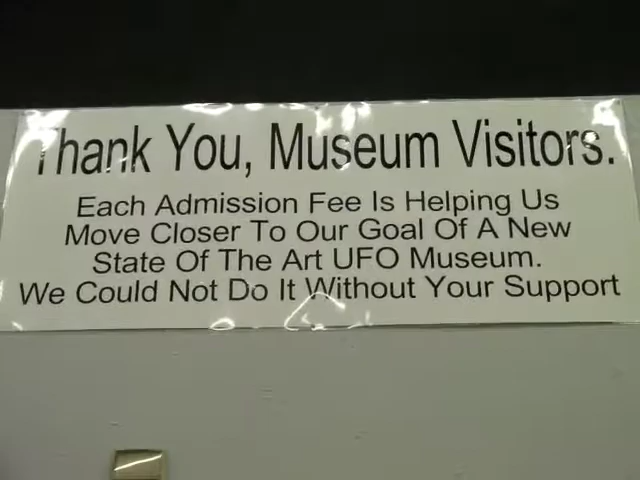 Thank You, Museum Visitors.
Each Admission Fee Is Helping Us
Move Closer To Our Goal Of A New
State Of The Art UFO Museum.
We Could Not Do It Without Your Support